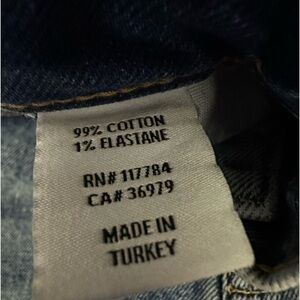 99% COTTON
1% ELASTANE
RN# 117784
CA# 36979
MADE IN
TURKEY